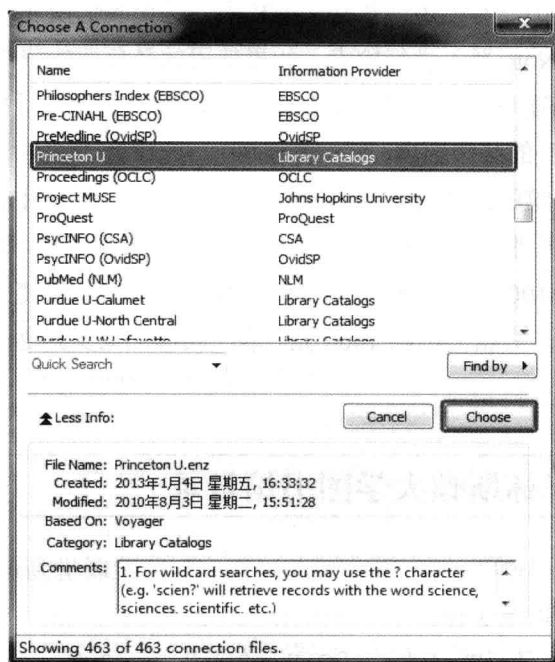 Choose A Connection
Name Information Provider
Philosophers Index (EBSCO) EBSCO
Pre-CINAHL (EBSCO) EBSCO
PreMedline (OvidSP) OvidSP
Princeton U Library Catalogs
Proceedings (OCLC) OCLC
Project MUSE Johns Hopkins University
ProQuest ProQuest
PsycINFO (CSA) CSA
PsycINFO (OvidSP) OvidSP
PubMed (NLM) NLM
Purdue U-Calumet Library Catalogs
Purdue U-North Central Library Catalogs
Purdue U-W Lafayette Library Catalogs
Quick Search Find by
Less Info: Cancel Choose
File Name: Princeton U.enz
Created: 2013年1月4日 星期五, 16:33:32
Modified: 2010年8月3日 星期二, 15:51:28
Based On: Voyager
Category: Library Catalogs
Comments: 1. For wildcard searches, you may use the ? character
(e.g. 'scien?' will retrieve records with the word science,
sciences, scientific, etc.)
Showing 463 of 463 connection files.